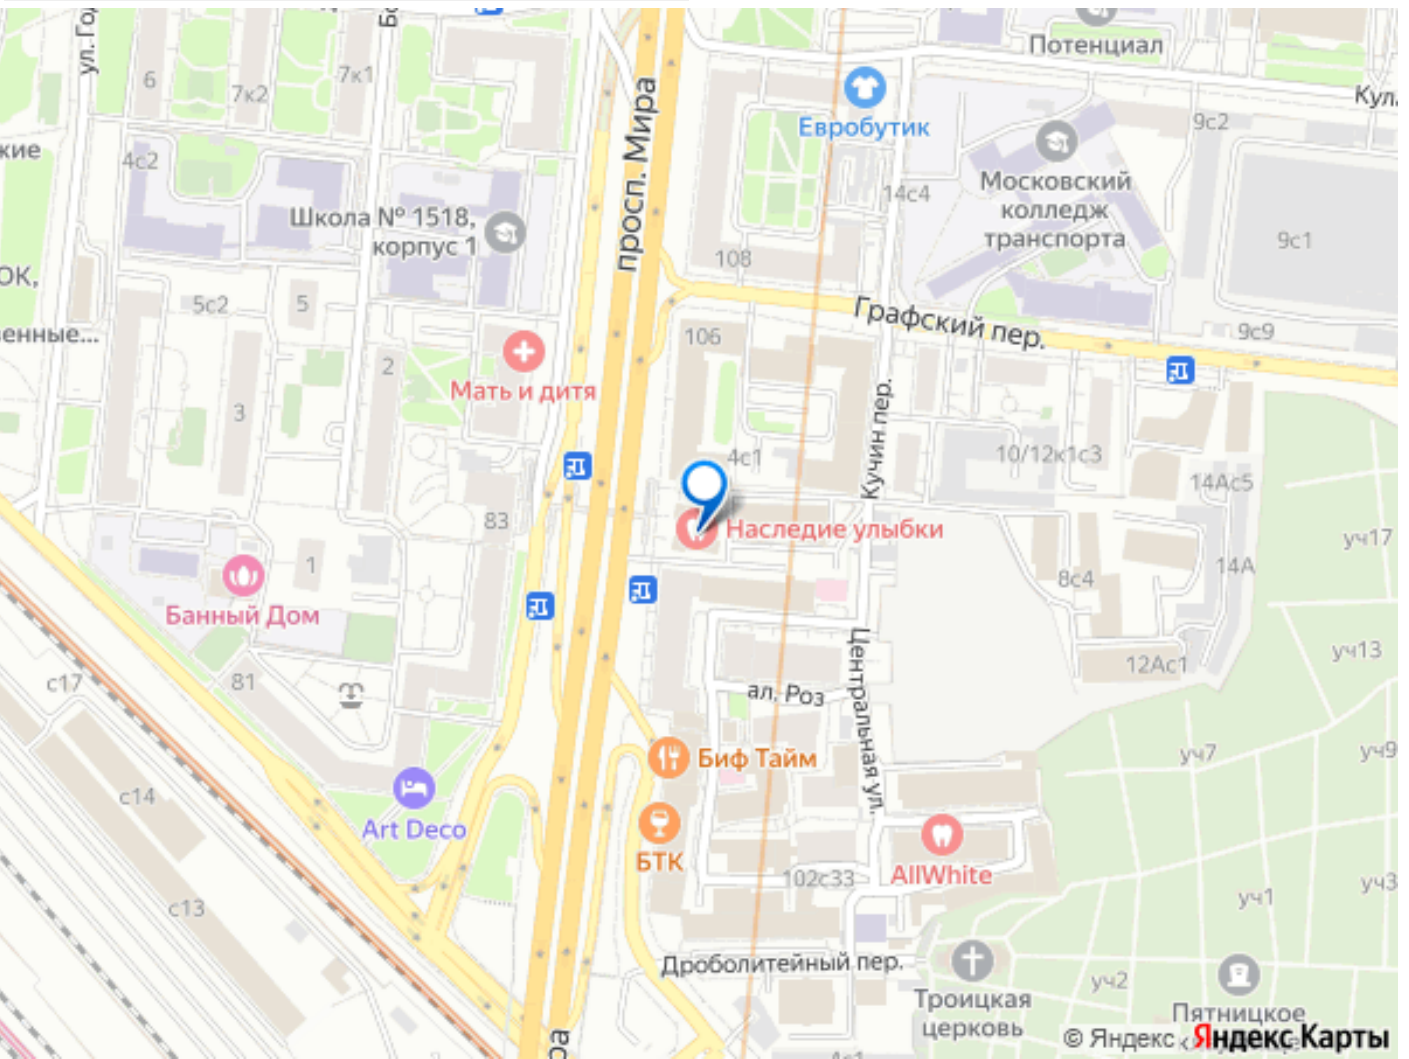 ул. Го
Бо
Потенциал
6
7к2
7к1
просп. Мира
Евробутик
Кул.
9с2
кие
4с2
Московский
колледж
транспорта
14с4
Школа № 1518,
корпус 1
9с1
108
ОК,
5с2
5
Графский пер.
9с9
венные...
106
2
Мать и дитя
3
Кучин пер.
4с1
10/12к1с3
14Ас5
83
Наследие улыбки
уч17
1
8с4
14А
Банный Дом
Центральная ул.
уч13
12Ас1
с17
81
ал. Роз
Биф Тайм
уч7
уч9
с14
Art Deco
БТК
102с33
AllWhite
уч3
уч1
с13
Дроболитейный пер.
уч2
Троицкая
церковь
Пятницкое
ра
4с1
© Яндекс
Яндекс Карты